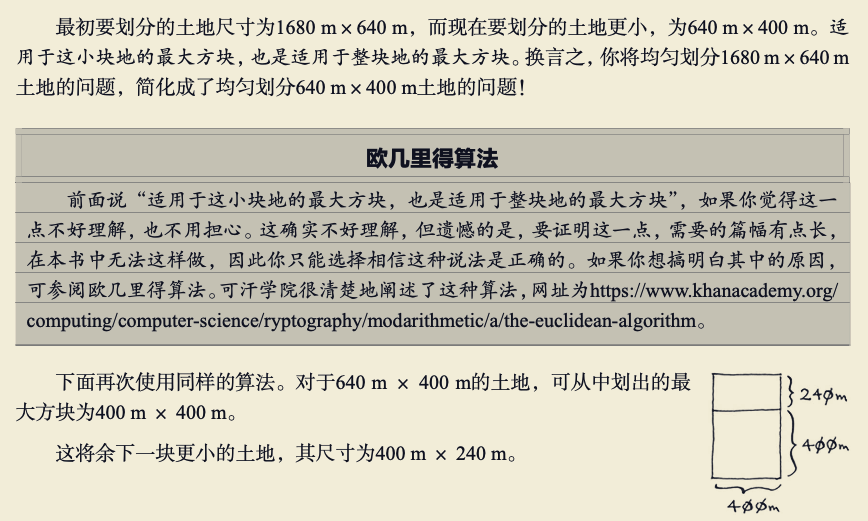 最初要划分的土地尺寸为1680 m × 640 m，而现在要划分的土地更小，为640 m × 400 m。适
用于这小块地的最大方块，也是适用于整块地的最大方块。换言之，你将均匀划分1680 m × 640 m
土地的问题，简化成了均匀划分640 m × 400 m土地的问题！
欧几里得算法
前面说“适用于这小块地的最大方块，也是适用于整块地的最大方块”，如果你觉得这一
点不好理解，也不用担心。这确实不好理解，但遗憾的是，要证明这一点，需要的篇幅有点长，
在本书中无法这样做，因此你只能选择相信这种说法是正确的。如果你想搞明白其中的原因，
可参阅欧几里得算法。可汗学院很清楚地阐述了这种算法，网址为https://www.khanacademy.org/
computing/computer-science/ryptography/modarithmetic/a/the-euclidean-algorithm。
下面再次使用同样的算法。对于640 m × 400 m的土地，可从中划出的最
大方块为400 m × 400 m。
这将余下一块更小的土地，其尺寸为400 m × 240 m。
240m
400m
400m